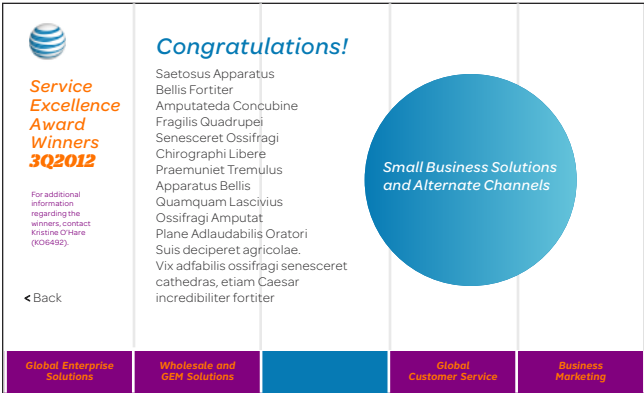 Service
Excellence
Award
Winners
3Q2012
For additional
information
regarding the
winners, contact
Kristine O'Hare
(KO6492).
< Back
Congratulations!
Saetosus Apparatus
Bellis Fortiter
Amputateda Concubine
Fragilis Quadrupei
Senesceret Ossifragi
Chirographi Libere
Praemuniet Tremulus
Apparatus Bellis
Quamquam Lascivius
Ossifragi Amputat
Plane Adlaudabilis Oratori
Suis deciperet agricolae.
Vix adfabilis ossifragi senesceret
cathedras, etiam Caesar
incredibiliter fortiter
Small Business Solutions
and Alternate Channels
Global Enterprise
Solutions
Wholesale and
GEM Solutions
Global
Customer Service
Business
Marketing